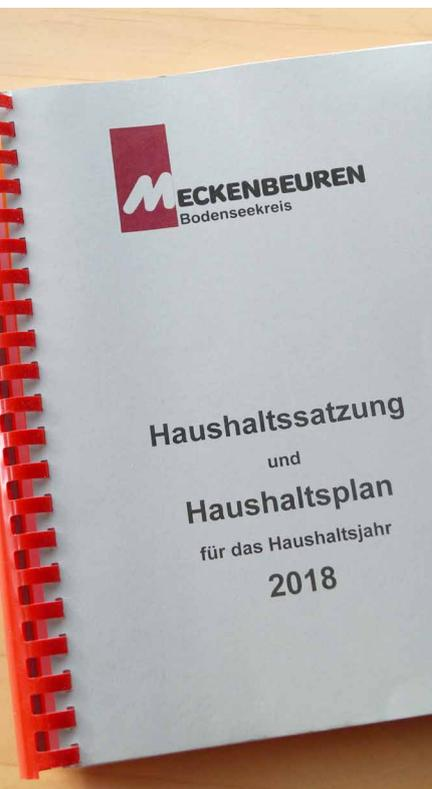 MECKENBEUREN
Bodenseekreis
Haushaltssatzung
und
Haushaltsplan
für das Haushaltsjahr
2018